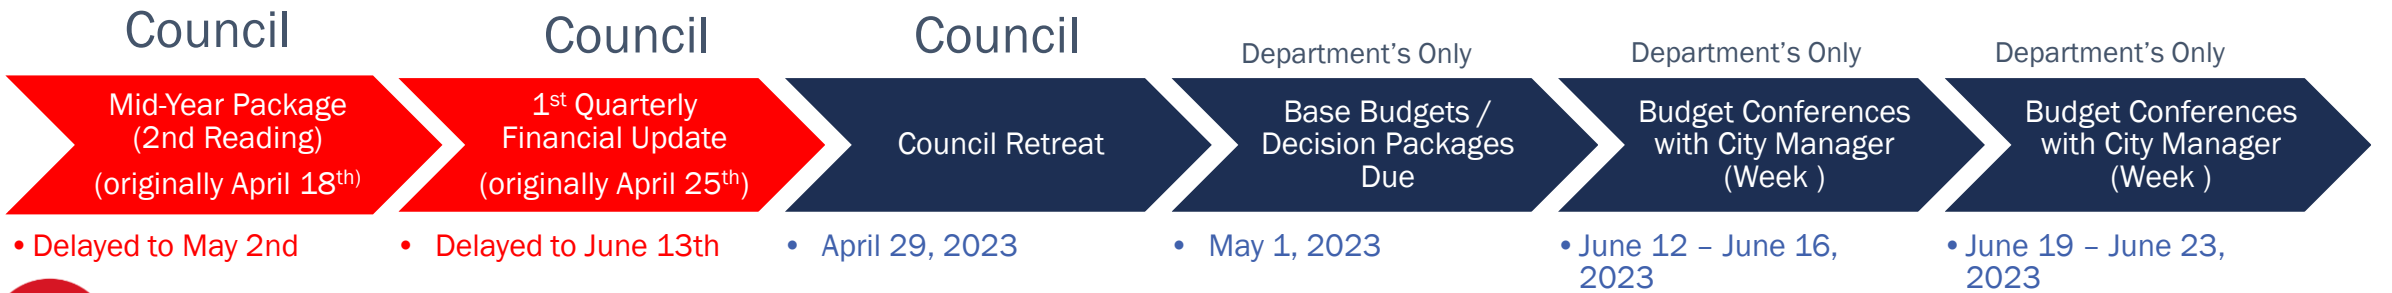 Council
Mid-Year Package
(2nd Reading)
(originally April 18th)
• Delayed to May 2nd
Council
1st Quarterly
Financial Update
(originally April 25th)
• Delayed to June 13th
Council
Council Retreat
• April 29, 2023
Department’s Only
Base Budgets /
Decision Packages
Due
• May 1, 2023
Department’s Only
Budget Conferences
with City Manager
(Week )
• June 12 – June 16,
2023
Department’s Only
Budget Conferences
with City Manager
(Week )
• June 19 – June 23,
2023